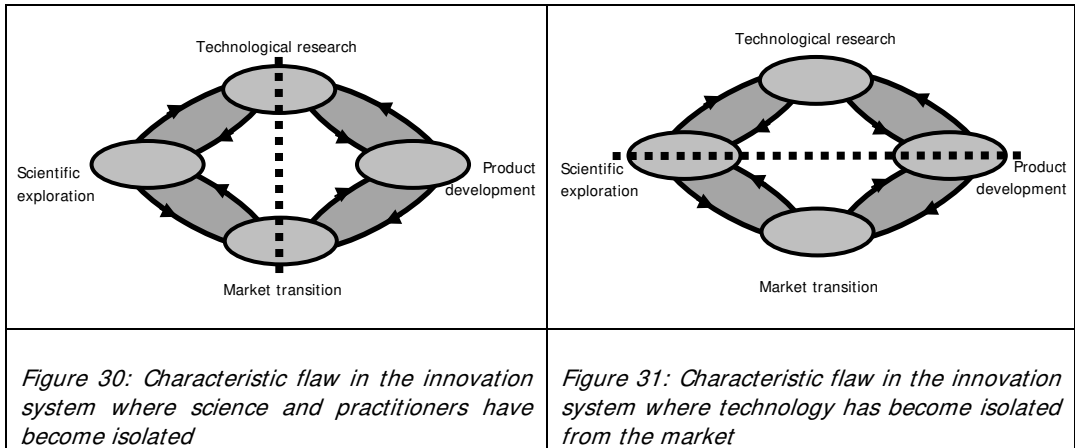 Technological research
Scientific
exploration
Product
development
Market transition
Figure 30: Characteristic flaw in the innovation
system where science and practitioners have
become isolated
Technological research
Scientific
exploration
Product
development
Market transition
Figure 31: Characteristic flaw in the innovation
system where technology has become isolated
from the market